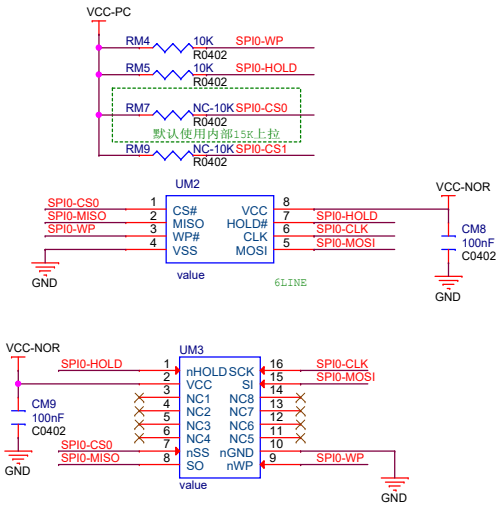 VCC-PC
RM4 10K SPI0-WP
R0402
RM5 10K SPI0-HOLD
R0402
RM7 NC-10K SPI0-CS0
R0402
默认使用内部15K上拉
RM9 NC-10K SPI0-CS1
R0402
UM2
VCC-NOR
SPI0-CS0 1 CS# VCC 8
SPI0-MISO 2 MISO HOLD# 7 SPI0-HOLD
SPI0-WP 3 WP# CLK 6 SPI0-CLK
4 VSS MOSI 5 SPI0-MOSI
CM8
100nF
C0402
GND
value
6LINE
GND
VCC-NOR
UM3
SPI0-HOLD 1 nHOLD SCK 16 SPI0-CLK
2 VCC SI 15 SPI0-MOSI
3 NC1 NC8 14
4 NC2 NC7 13
5 NC3 NC6 12
6 NC4 NC5 11
SPI0-CS0 7 nSS nGND 10
SPI0-MISO 8 SO nWP 9 SPI0-WP
CM9
100nF
C0402
GND
value
GND